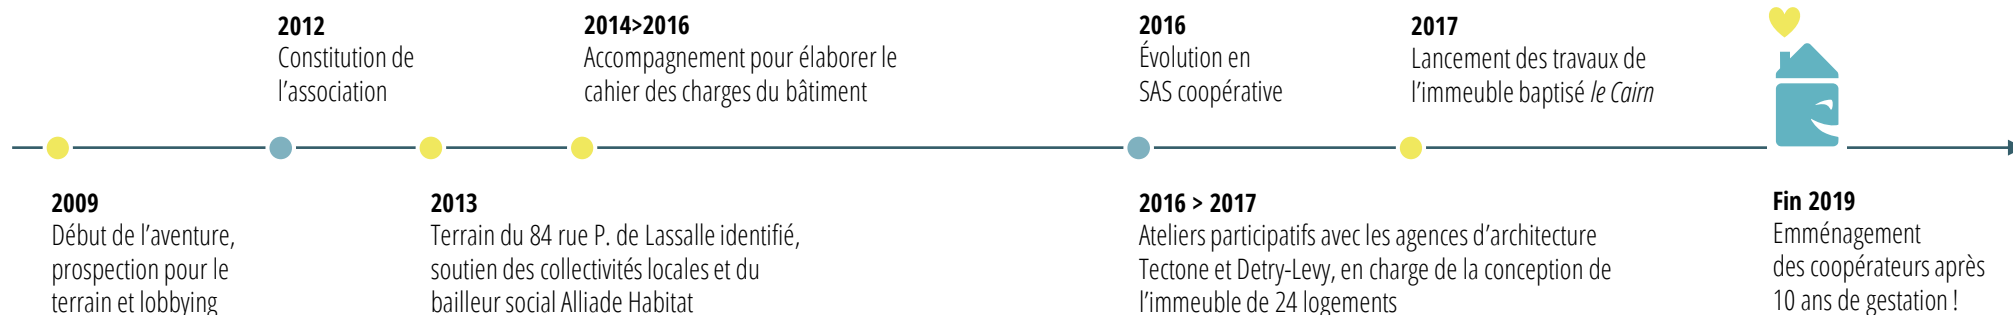 2012
Constitution de
l’association
2014>2016
Accompagnement pour élaborer le
cahier des charges du bâtiment
2016
Évolution en
SAS coopérative
2017
Lancement des travaux de
l’immeuble baptisé le Cairn
2009
Début de l’aventure,
prospection pour le
terrain et lobbying
2013
Terrain du 84 rue P. de Lassalle identifié,
soutien des collectivités locales et du
bailleur social Alliade Habitat
2016 > 2017
Ateliers participatifs avec les agences d’architecture
Tectone et Detry-Levy, en charge de la conception de
l’immeuble de 24 logements
Fin 2019
Emménagement
des coopérateurs après
10 ans de gestation !